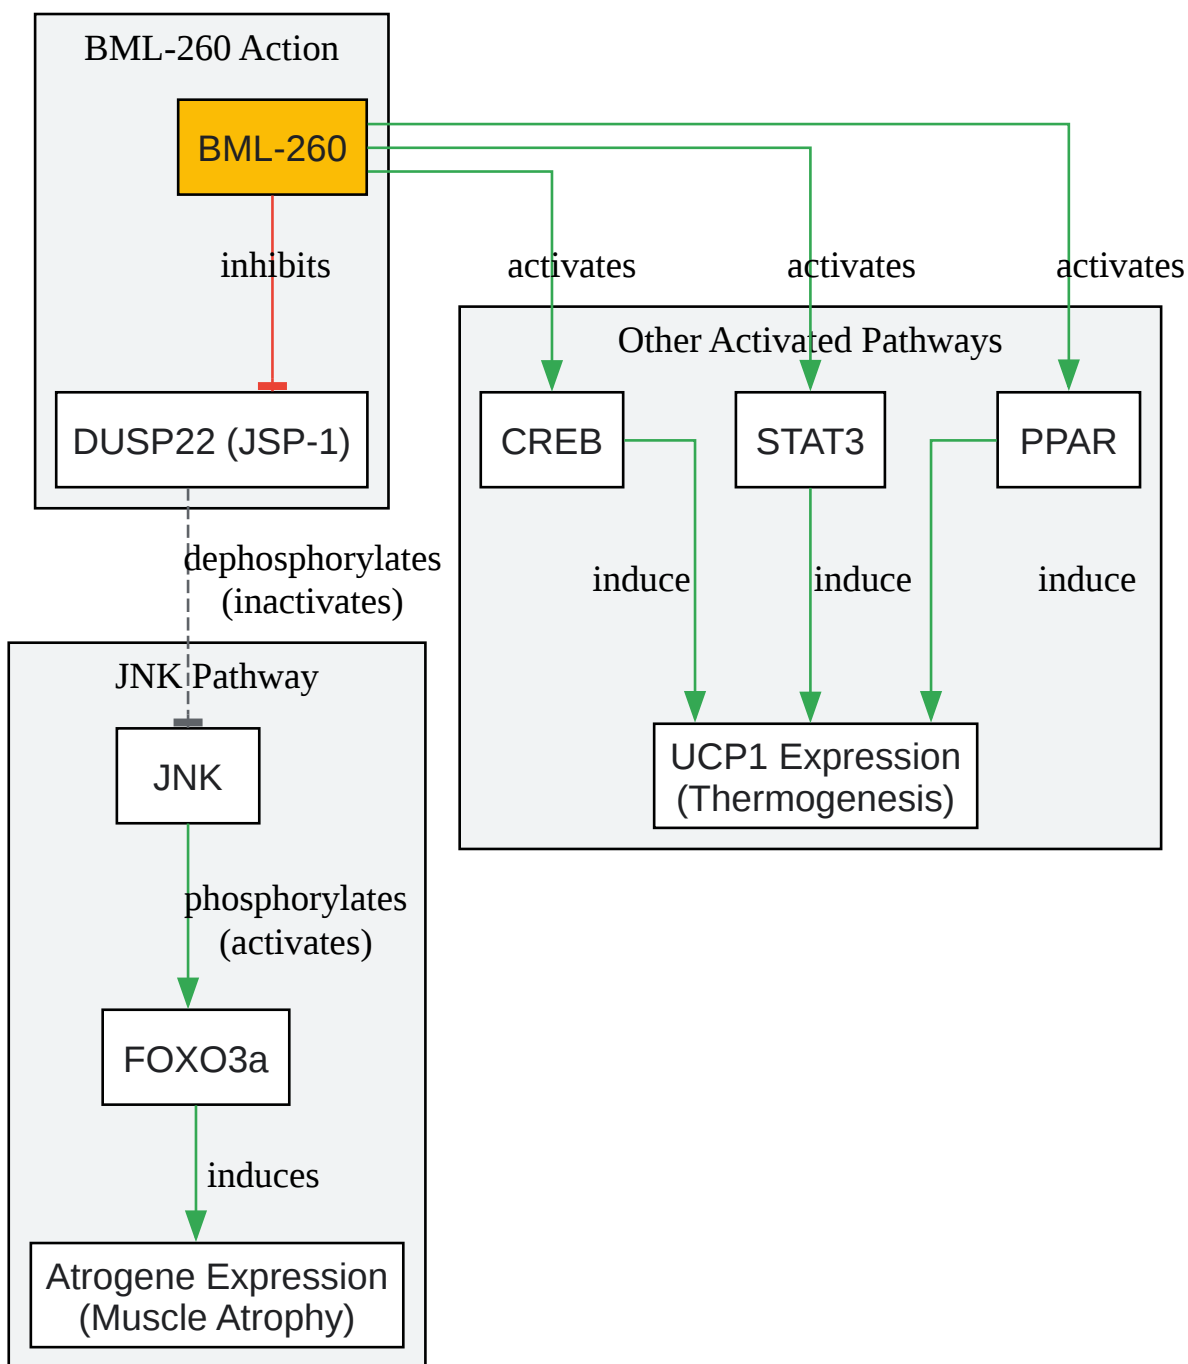 BML-260 Action
BML-260
inhibits
activates
activates
activates
Other Activated Pathways
DUSP22 (JSP-1)
CREB
STAT3
PPAR
dephosphorylates
(inactivates)
induce
induce
induce
JNK Pathway
JNK
UCP1 Expression
(Thermogenesis)
phosphorylates
(activates)
FOXO3a
induces
Atrogene Expression
(Muscle Atrophy)